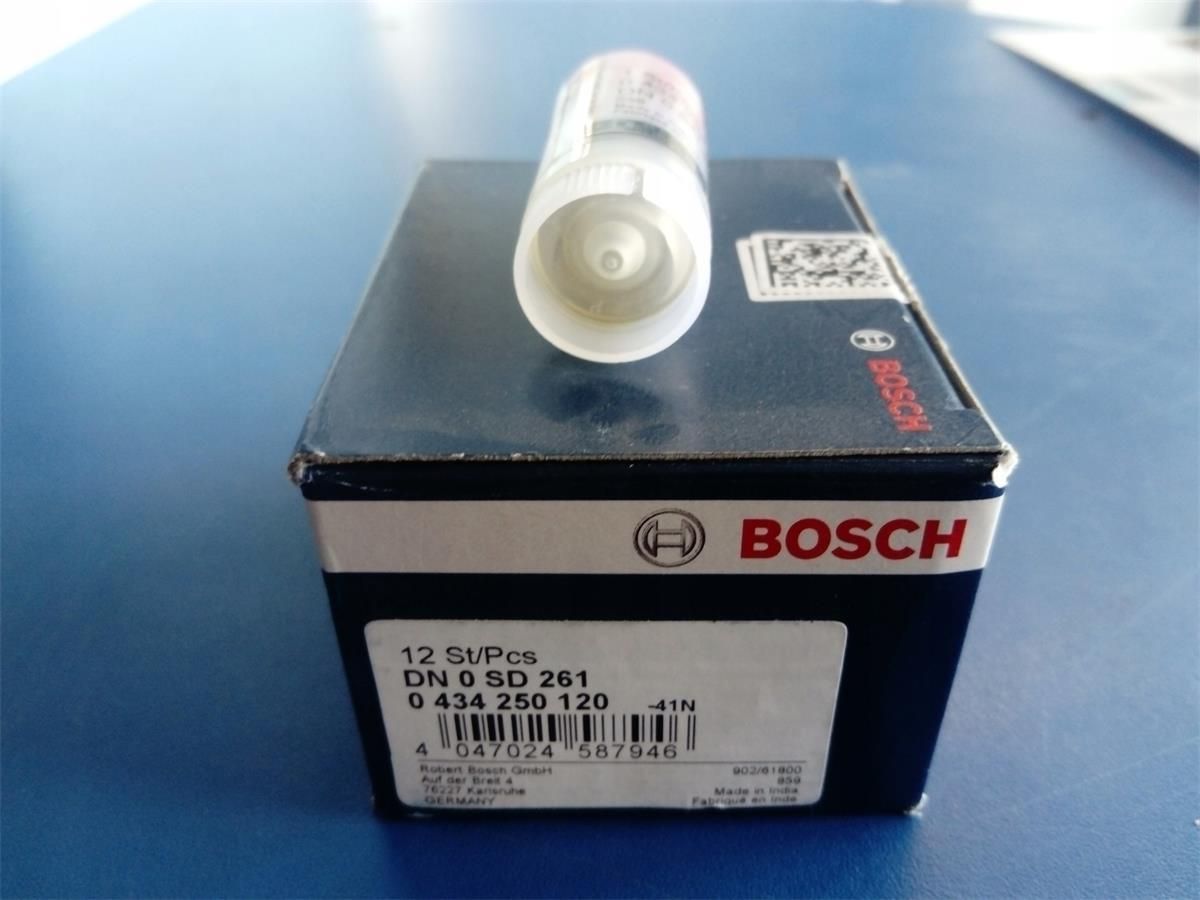 BOSCH
BOSCH
12 St/Pcs
DN 0 SD 261
0 434 250 120 -41N
4 047024 587946
Robert Bosch GmbH 902/61800
Auf der Breit 4 859
76227 Karlsruhe Made in India
GERMANY Fabriqué en Inde